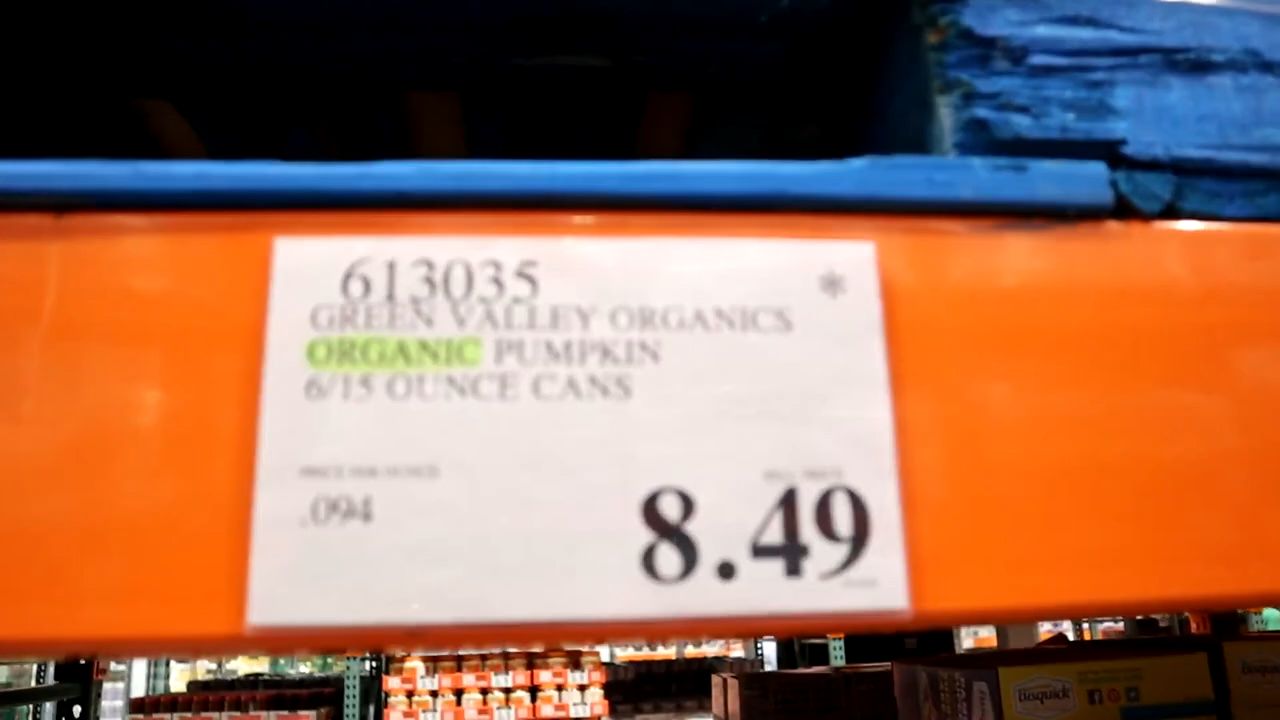 613035 *
GREEN VALLEY ORGANICS
ORGANIC PUMPKIN
6/15 OUNCE CANS
.094
8.49
Bisquick